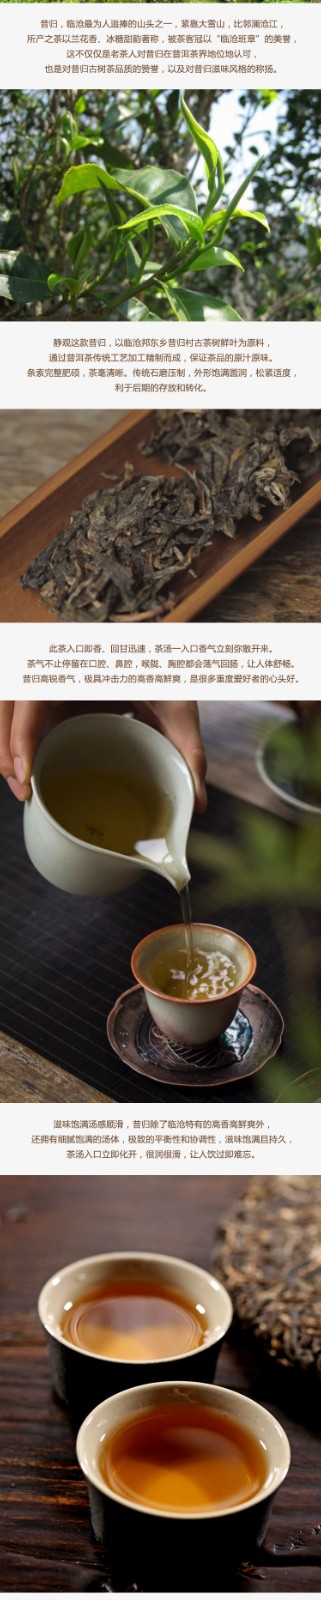 昔归，临沧最为人追捧的山头之一，紧靠大雪山，比邻澜沧江，
所产之茶以兰花香、冰糖甜韵著称，被茶客冠以“临沧班章”的美誉，
这不仅仅是老茶人对昔归在普洱茶界地位地认可，
也是对昔归古树茶品质的赞誉，以及对昔归滋味风格的称扬。
静观这款昔归，以临沧邦东乡昔归村古茶树鲜叶为原料，
通过普洱茶传统工艺加工精制而成，保证茶品的原汁原味。
条索完整肥硕，茶毫清晰。传统石磨压制，外形饱满圆润，松紧适度，
利于后期的存放和转化。
此茶入口即香、回甘迅速，茶汤一入口香气立刻弥散开来。
茶气不止停留在口腔、鼻腔，喉咙、胸腔都会荡气回肠，让人体舒畅。
昔归高锐香气，极具冲击力的高香高鲜爽，是很多重度爱好者的心头好。
滋味饱满汤感顺滑，昔归除了临沧特有的高香高鲜爽外，
还拥有细腻饱满的汤体，极致的平衡性和协调性，滋味饱满且持久，
茶汤入口立即化开，很润很滑，让人饮过即难忘。